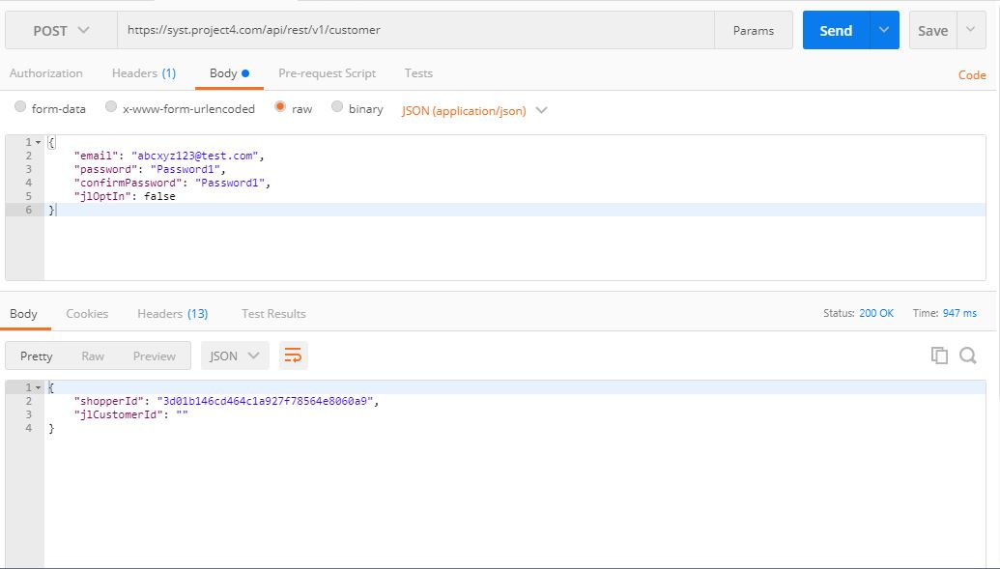 POST https://syst.project4.com/api/rest/v1/customer Params Send Save
Authorization Headers (1) Body Pre-request Script Tests Code
form-data x-www-form-urlencoded raw binary JSON (application/json)
1 {
2 "email": "abcxyz123@test.com",
3 "password": "Password1",
4 "confirmPassword": "Password1",
5 "jlOptIn": false
6 }
Body Cookies Headers (13) Test Results Status: 200 OK Time: 947 ms
Pretty Raw Preview JSON
1 {
2 "shopperId": "3d01b146cd464c1a927f78564e8060a9",
3 "jlCustomerId": ""
4 }